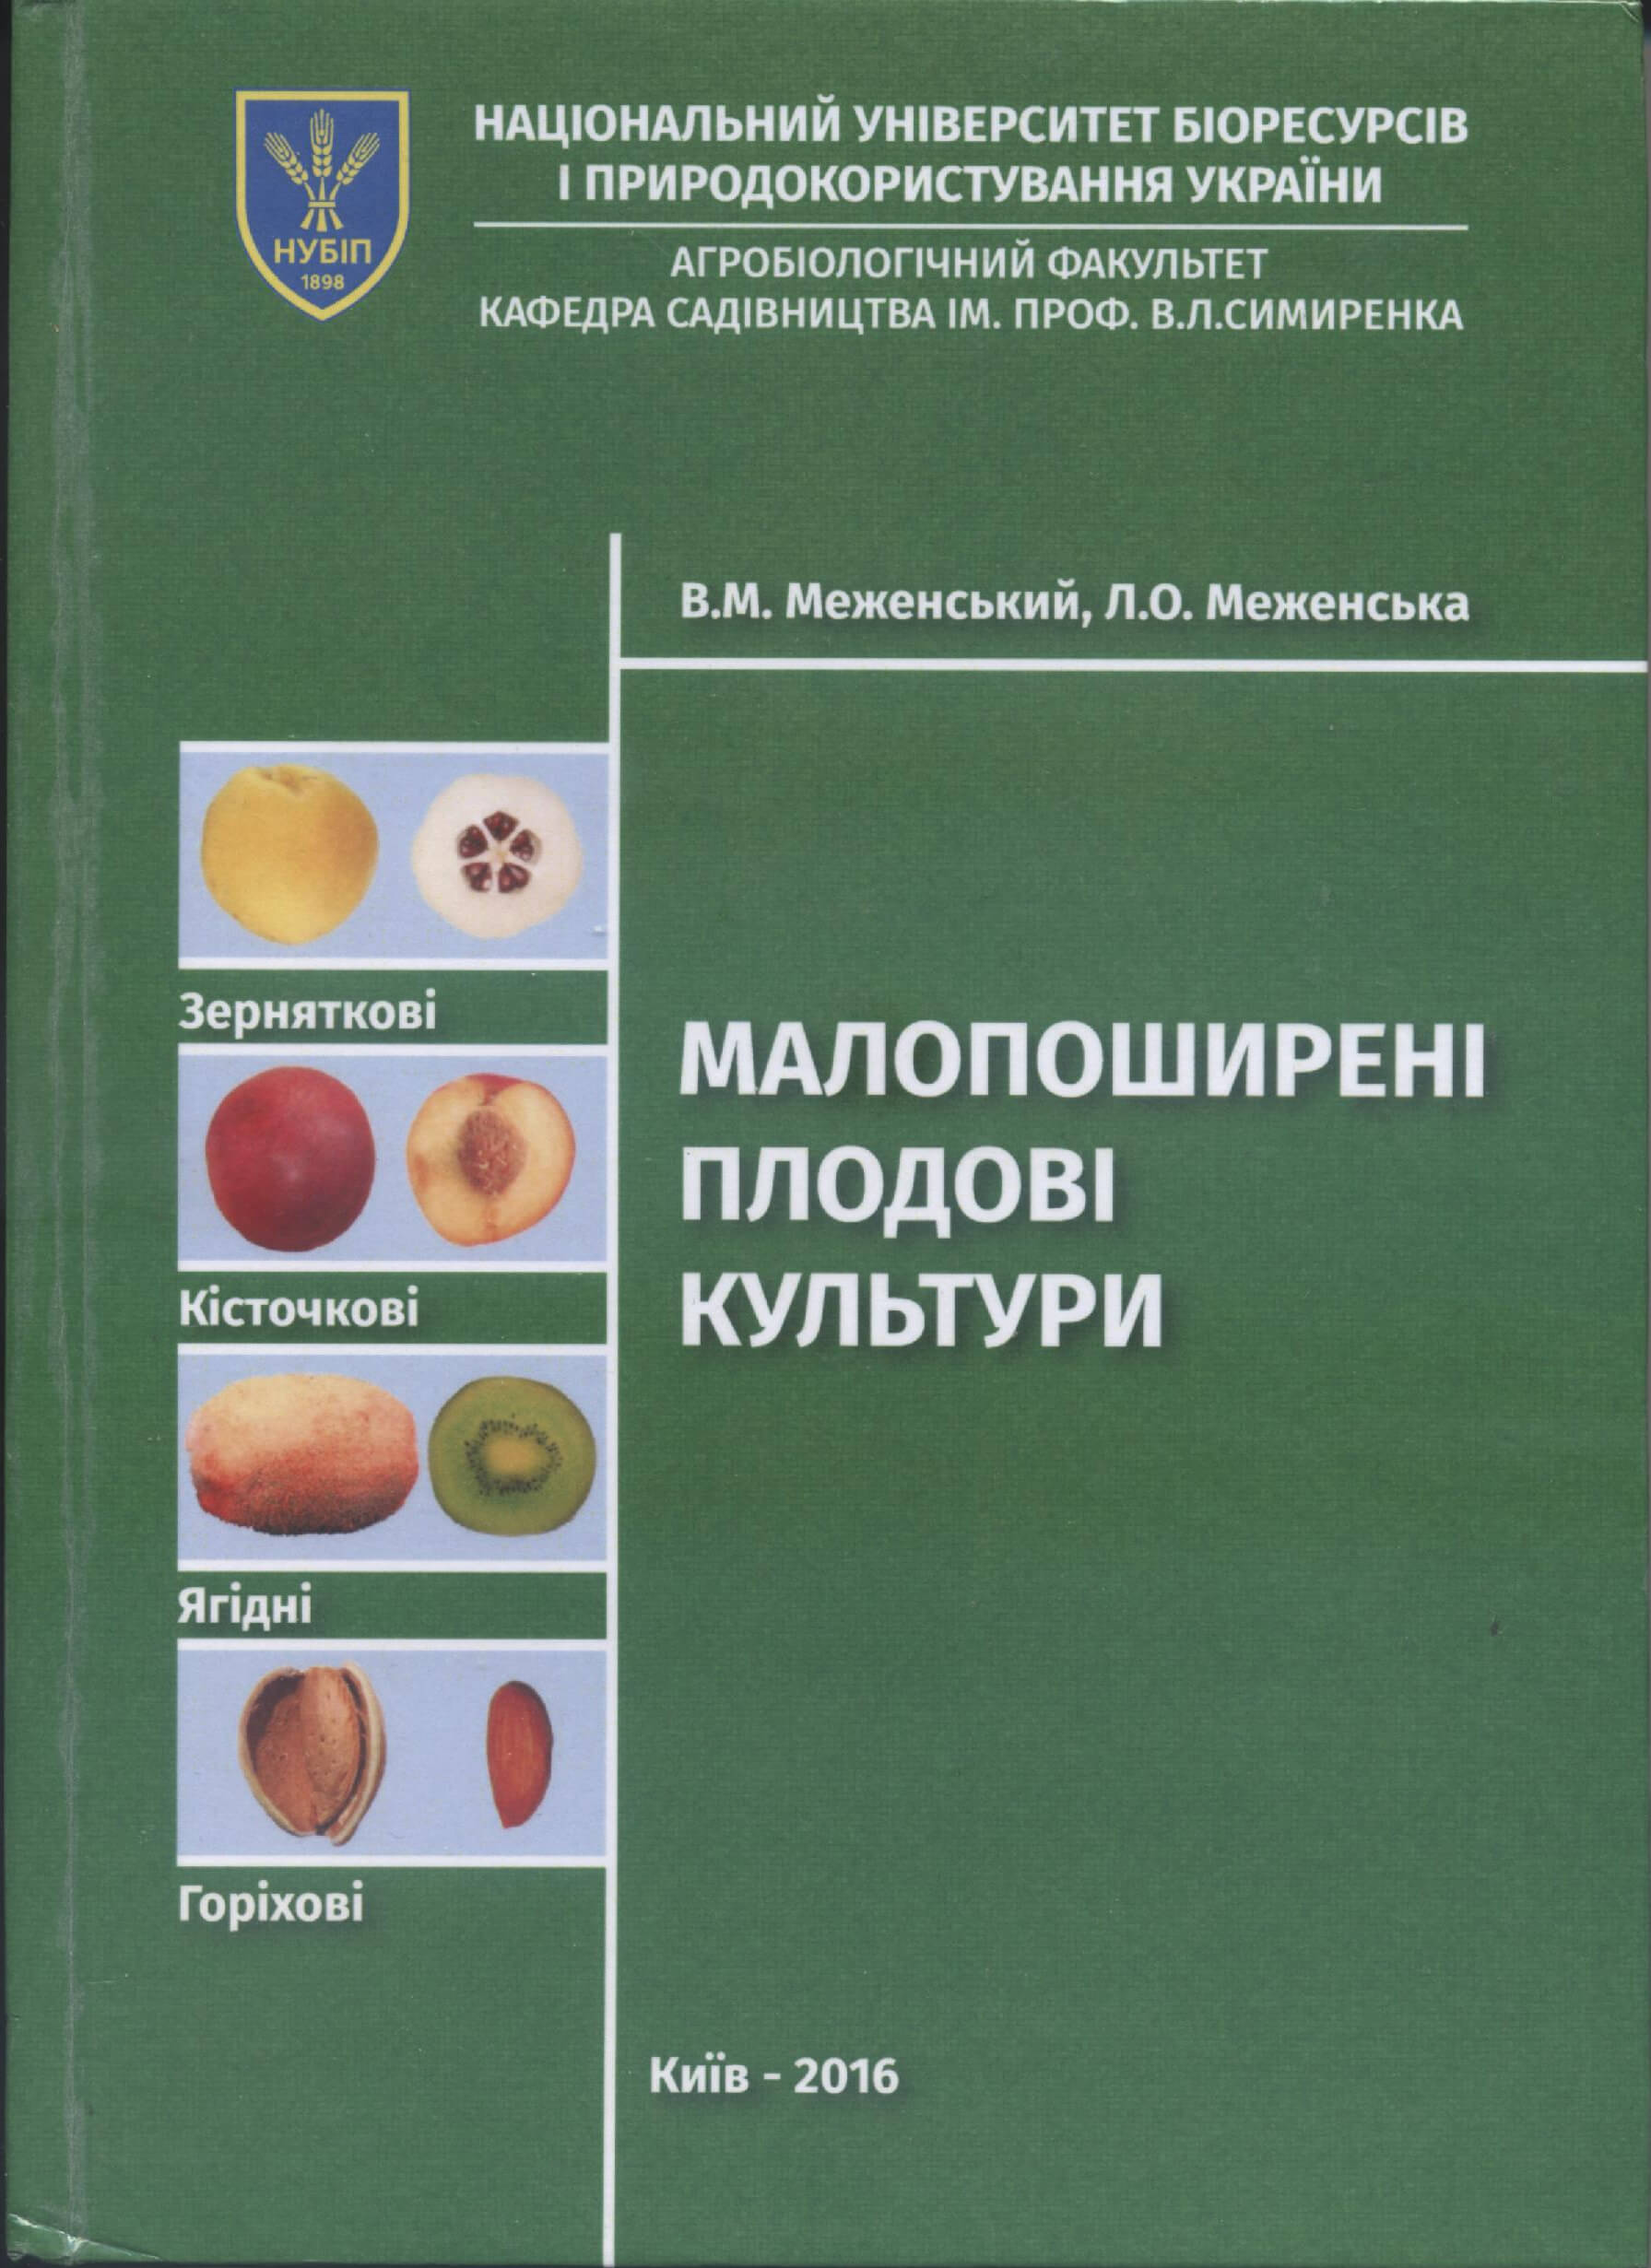 НАЦІОНАЛЬНИЙ УНІВЕРСИТЕТ БІОРЕСУРСІВ
І ПРИРОДОКОРИСТУВАННЯ УКРАЇНИ
НУБІП
1898
АГРОБІОЛОГІЧНИЙ ФАКУЛЬТЕТ
КАФЕДРА САДІВНИЦТВА ІМ. ПРОФ. В.Л.СИМИРЕНКА
В.М. Меженський, Л.О. Меженська
Зерняткові
МАЛОПОШИРЕНІ
ПЛОДОВІ
КУЛЬТУРИ
Кісточкові
Ягідні
Горіхові
Київ - 2016